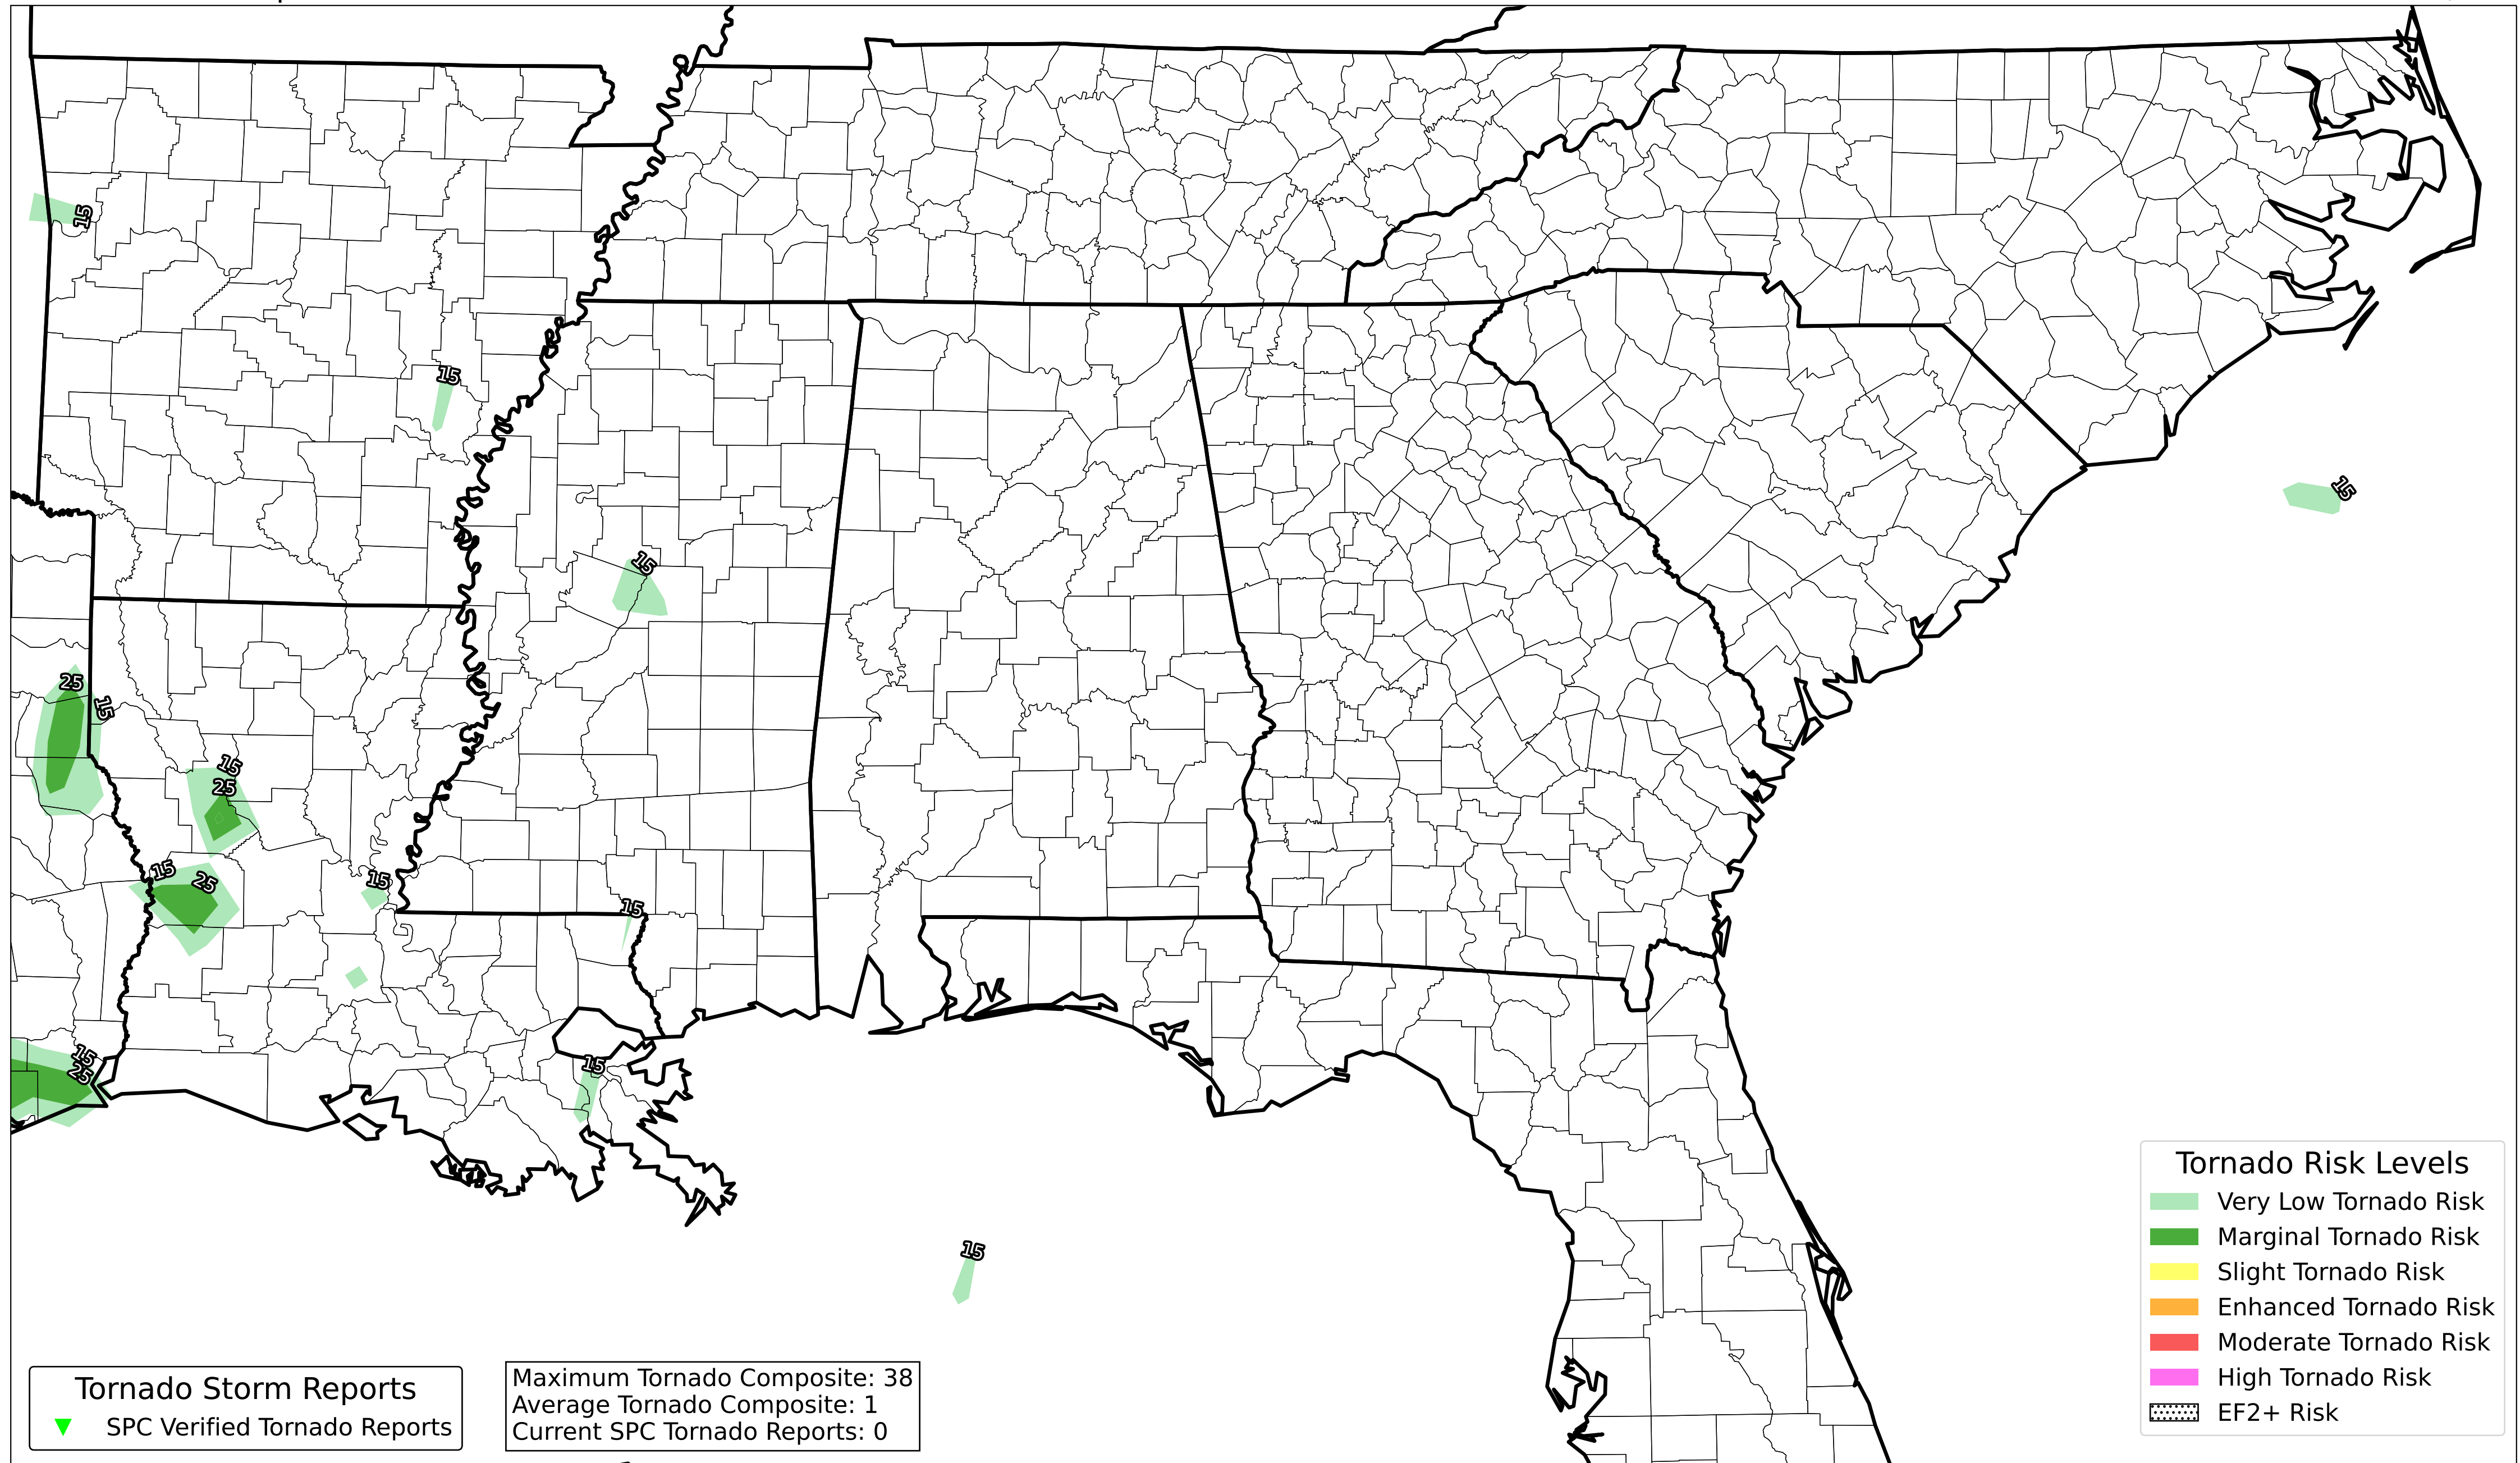 15
15
15
15
25
15
15
25
15
25
15
15
15
25
15
15
Tornado Risk Levels
Very Low Tornado Risk
Marginal Tornado Risk
Slight Tornado Risk
Enhanced Tornado Risk
Moderate Tornado Risk
High Tornado Risk
EF2+ Risk
Tornado Storm Reports
SPC Verified Tornado Reports
Maximum Tornado Composite: 38
Average Tornado Composite: 1
Current SPC Tornado Reports: 0